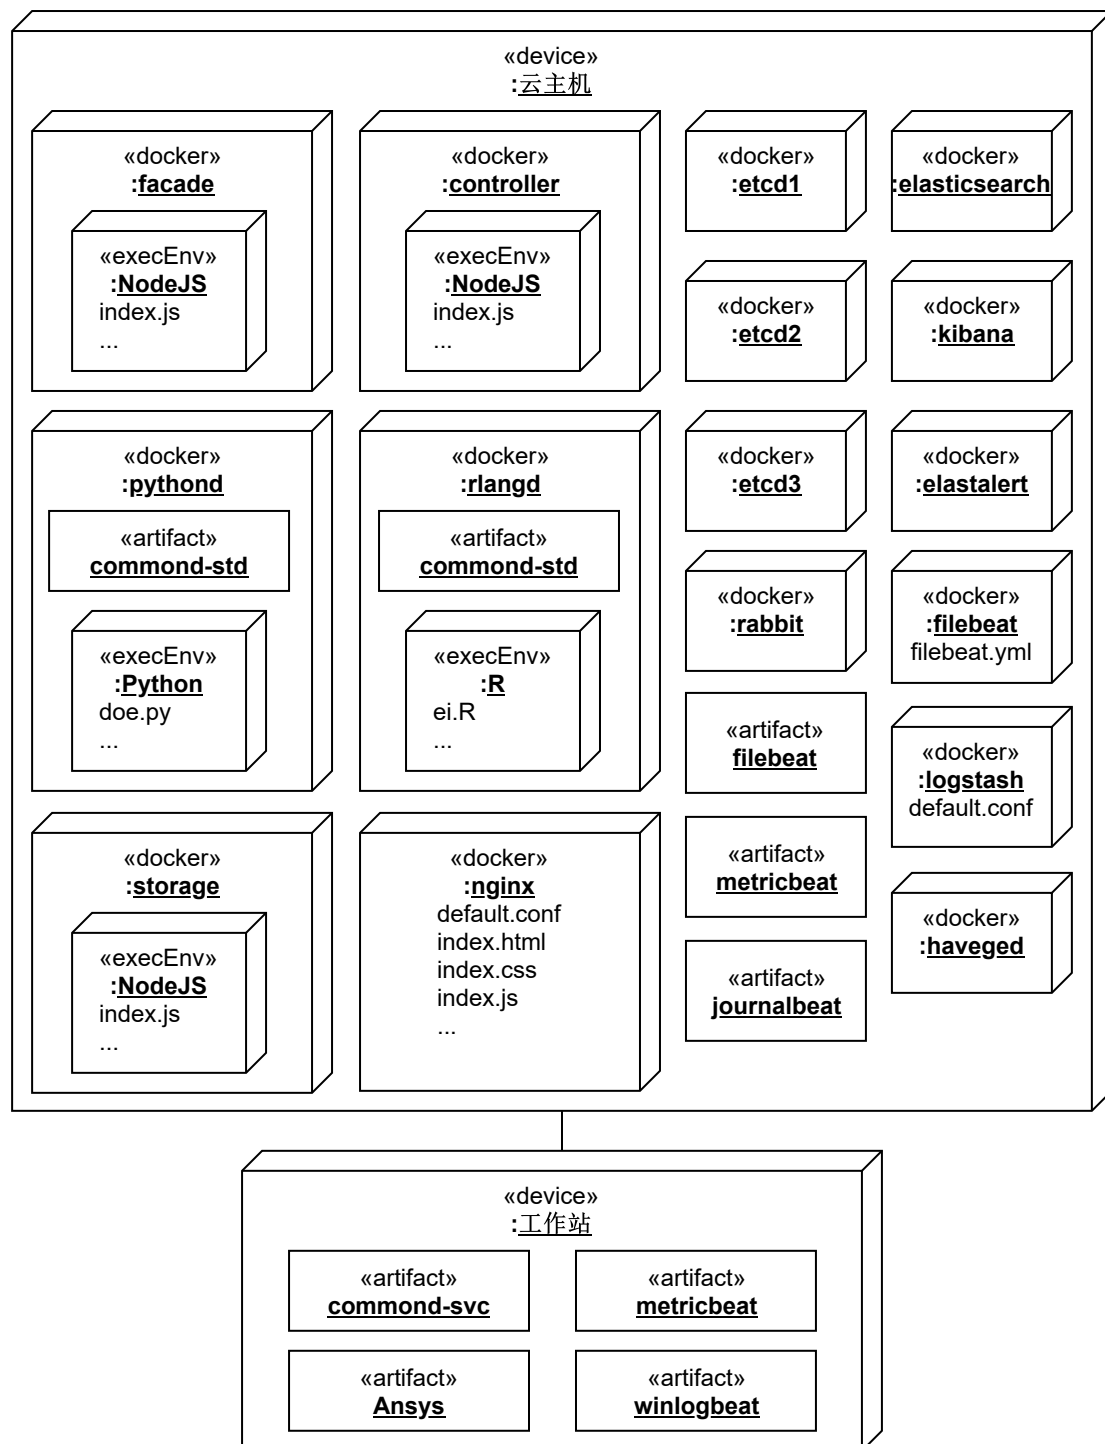 «device»
:云主机
«docker»
:facade
«execEnv»
:NodeJS
index.js
...
«docker»
:controller
«execEnv»
:NodeJS
index.js
...
«docker»
:etcd1
«docker»
:elasticsearch
«docker»
:etcd2
«docker»
:kibana
«docker»
:pythond
«artifact»
commond-std
«execEnv»
:Python
doe.py
...
«docker»
:rlangd
«artifact»
commond-std
«execEnv»
:R
ei.R
...
«docker»
:etcd3
«docker»
:elastalert
«docker»
:rabbit
«docker»
:filebeat
filebeat.yml
«artifact»
filebeat
«docker»
:logstash
default.conf
«docker»
:storage
«execEnv»
:NodeJS
index.js
...
«docker»
:nginx
default.conf
index.html
index.css
index.js
...
«artifact»
metricbeat
«docker»
:haveged
«artifact»
journalbeat
«device»
:工作站
«artifact»
commond-svc
«artifact»
metricbeat
«artifact»
Ansys
«artifact»
winlogbeat